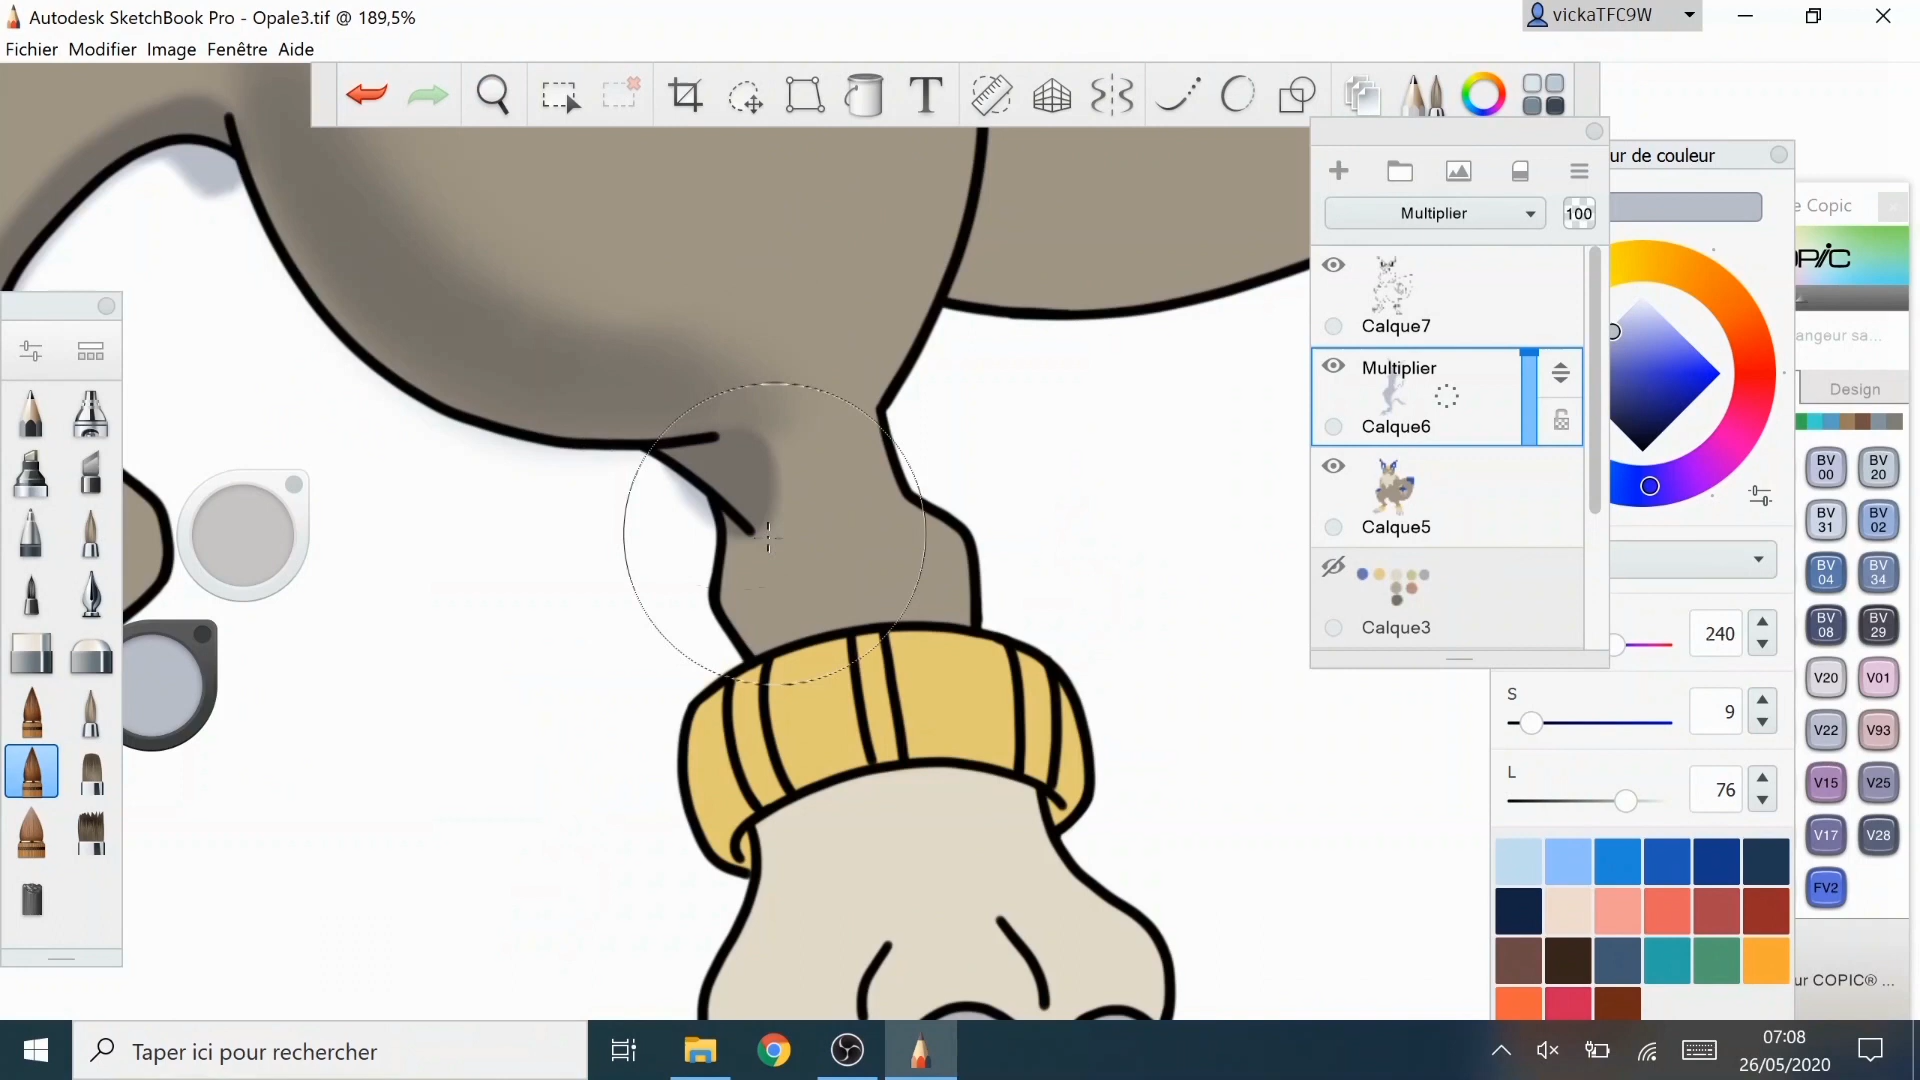 Autodesk SketchBook Pro - Opale3.tif @ 189,5%
vickaTFC9W
Fichier Modifier Image Fenêtre Aide
T
ur de couleur
e Copic
Multiplier
100
Calque7
Multiplier
Calque6
Calque5
Calque3
angeur sa...
Design
BV
00
BV
20
BV
31
BV
02
BV
04
BV
34
BV
08
BV
29
V20
V01
V22
V93
V15
V25
V17
V28
FV2
240
S
9
L
76
ur COPIC® ...
Taper ici pour rechercher
07:08
26/05/2020